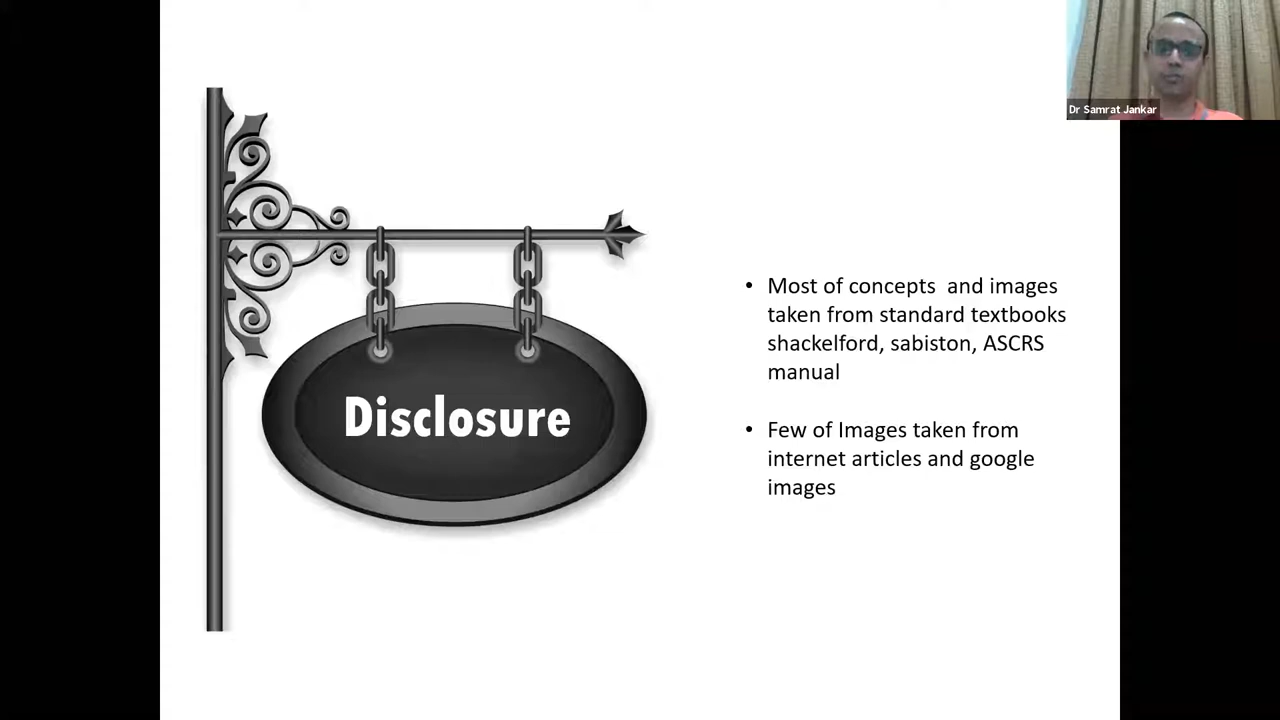 Dr Samrat Jankar
Disclosure
• Most of concepts and images
taken from standard textbooks
shackelford, sabiston, ASCRS
manual
• Few of Images taken from
internet articles and google
images